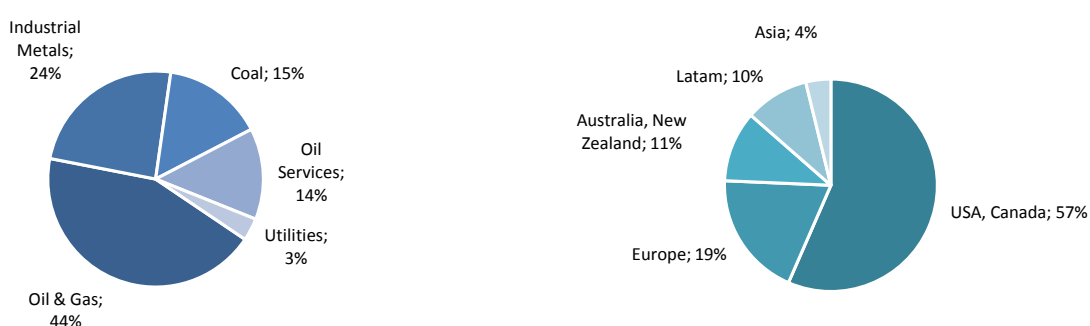 Industrial
Metals;
24%
Coal; 15%
Oil
Services;
14%
Utilities;
3%
Oil & Gas;
44%
Asia; 4%
Latam; 10%
Australia, New
Zealand; 11%
Europe; 19%
USA, Canada; 57%